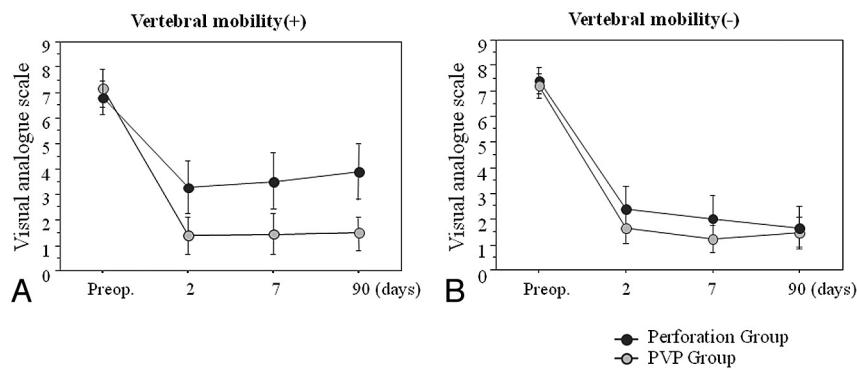 Vertebral mobility(+)
Visual analogue scale
9
8
7
6
5
4
3
2
1
0
Preop. 2 7 90 (days)
A
Vertebral mobility(-)
Visual analogue scale
9
8
7
6
5
4
3
2
1
0
Preop. 2 7 90 (days)
B
Perforation Group
PVP Group